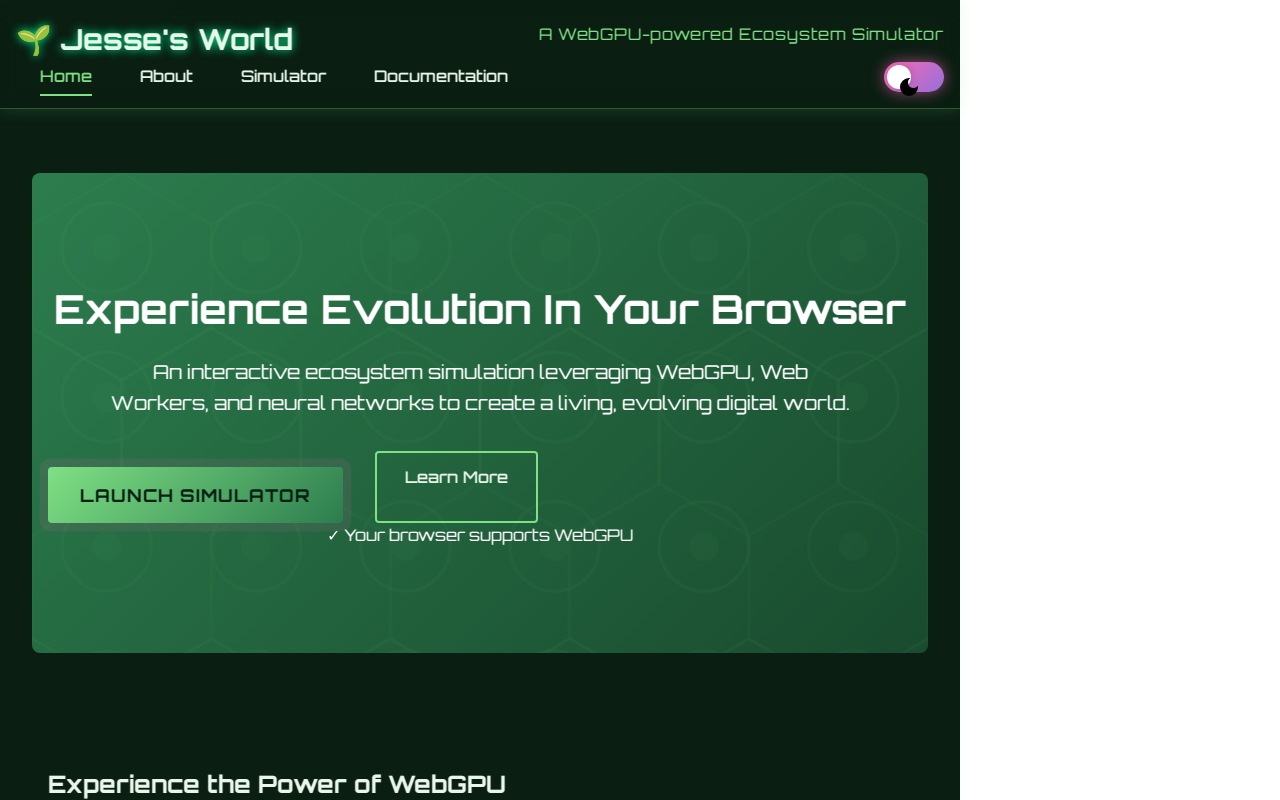 🌱 Jesse's World
A WebGPU-powered Ecosystem Simulator
Home About Simulator Documentation
Experience Evolution In Your Browser
An interactive ecosystem simulation leveraging WebGPU, Web
Workers, and neural networks to create a living, evolving digital world.
LAUNCH SIMULATOR
Learn More
✓ Your browser supports WebGPU
Experience the Power of WebGPU